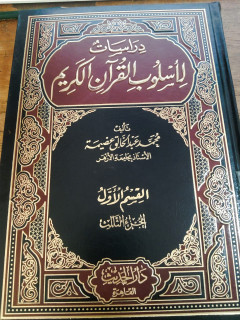 دراسات
لأسلوب القرآن الكريم
تأليف
محمد عبد الخالق عضيمة
الأستاذ بجامعة الأزهر
القسم الأول
الجزء الثالث
دار الحديث
القاهرة